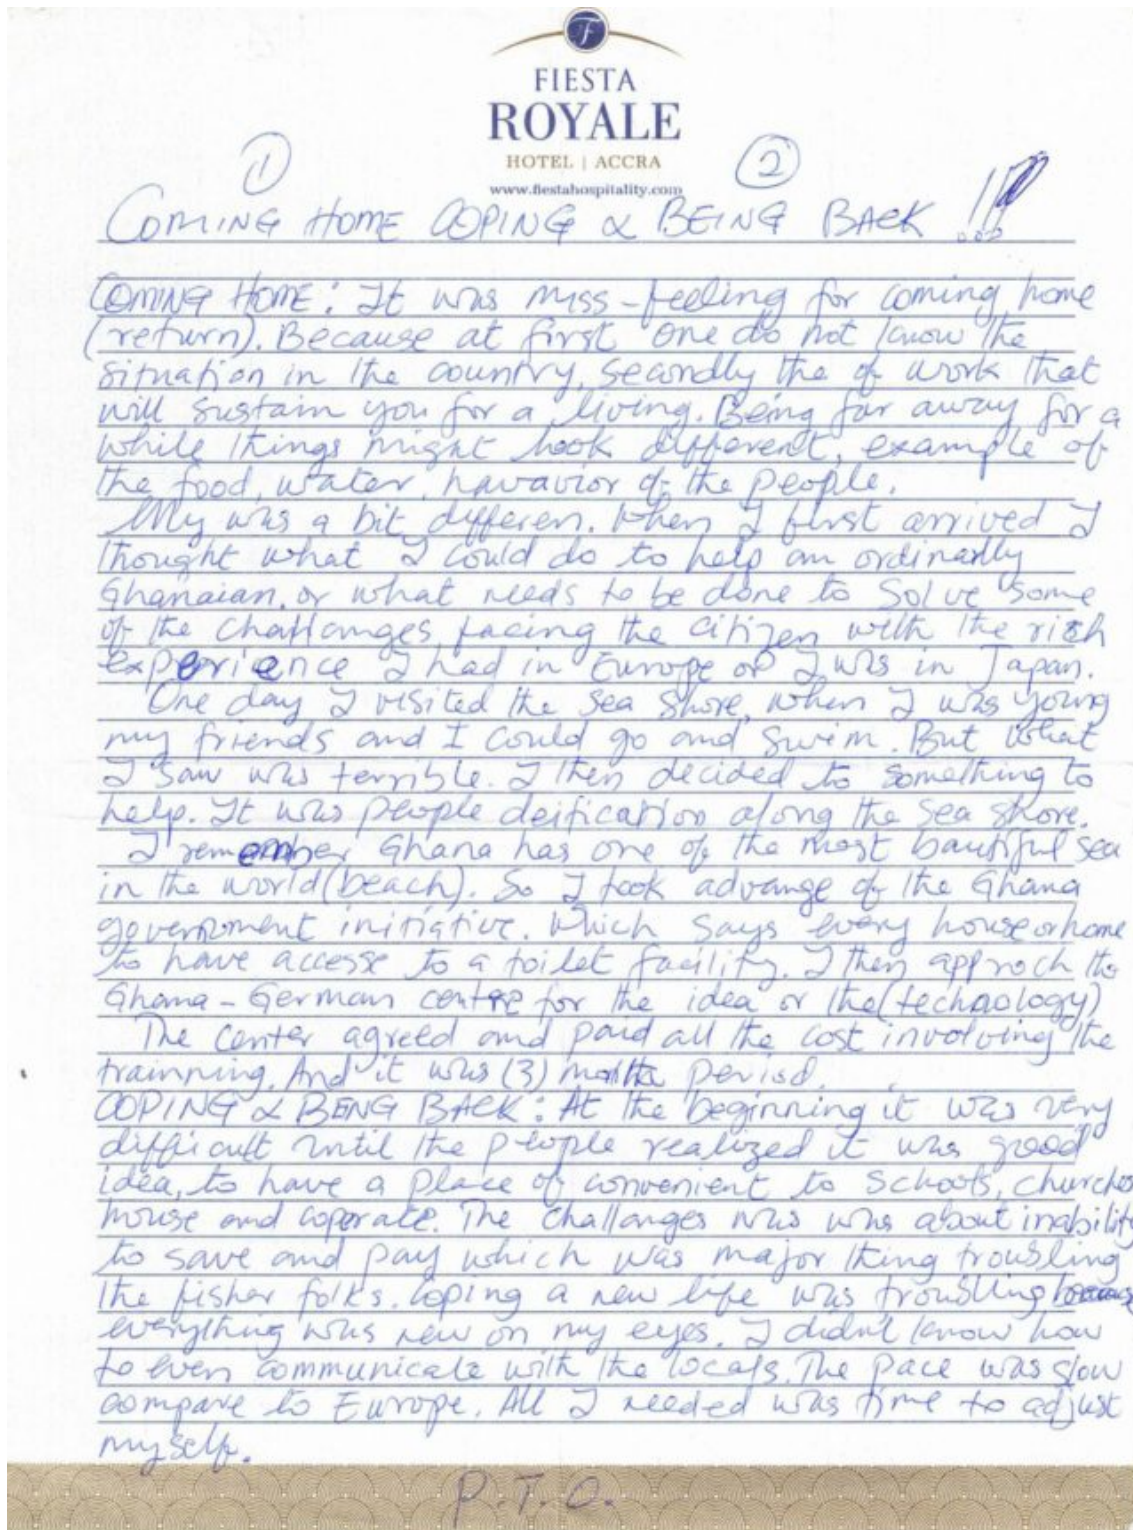 F
FIESTA
ROYALE
HOTEL | ACCRA
www.fiestahospitality.com
1 2
COMING HOME COPING & BEING BACK !!!
COMING HOME: It was miss-feeling for coming home
(return). Because at first one do not know the
situation in the country, secondly the of work that
will sustain you for a living. Being far away for a
while things might look different, example of
the food, water, havavior of the people.
My was a bit differen. When I first arrived I
thought what I could do to help an ordinarlly
Ghanaian, or what needs to be done to solve some
of the challanges facing the citizen with the rich
experience I had in Europe or I was in Japan.
One day I visited the sea shore, when I was young
my friends and I could go and swim. But what
I saw was terrible. I then decided to something to
help. It was people deification along the sea shore.
I remember Ghana has one of the most beautiful sea
in the world (beach). So I took advange of the Ghana
government initiative. Which says every house or home
to have accesse to a toilet facility. I then approch the
Ghana-German centre for the idea or the (technology)
The center agreed and paid all the cost involving the
trainning. And it was (3) months period.
COPING & BENG BACK: At the beginning it was very
difficult until the people realized it was good
idea, to have a place of convenient to schools, churches
house and coperate. The challanges was about inability
to save and pay which was major thing troubling
the fisher folks. Coping a new life was troubling because
everything was new on my eyes. I didn't know how
to even communicate with the locals. The pace was slow
compare to Europe. All I needed was time to adjust
myself.
P.T.O.